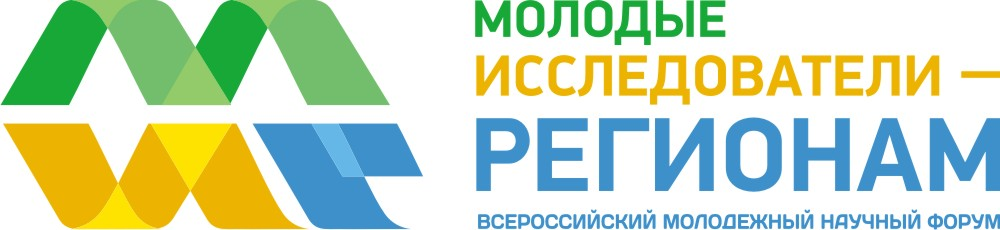 МОЛОДЫЕ
ИССЛЕДОВАТЕЛИ —
РЕГИОНАМ
ВСЕРОССИЙСКИЙ МОЛОДЕЖНЫЙ НАУЧНЫЙ ФОРУМ